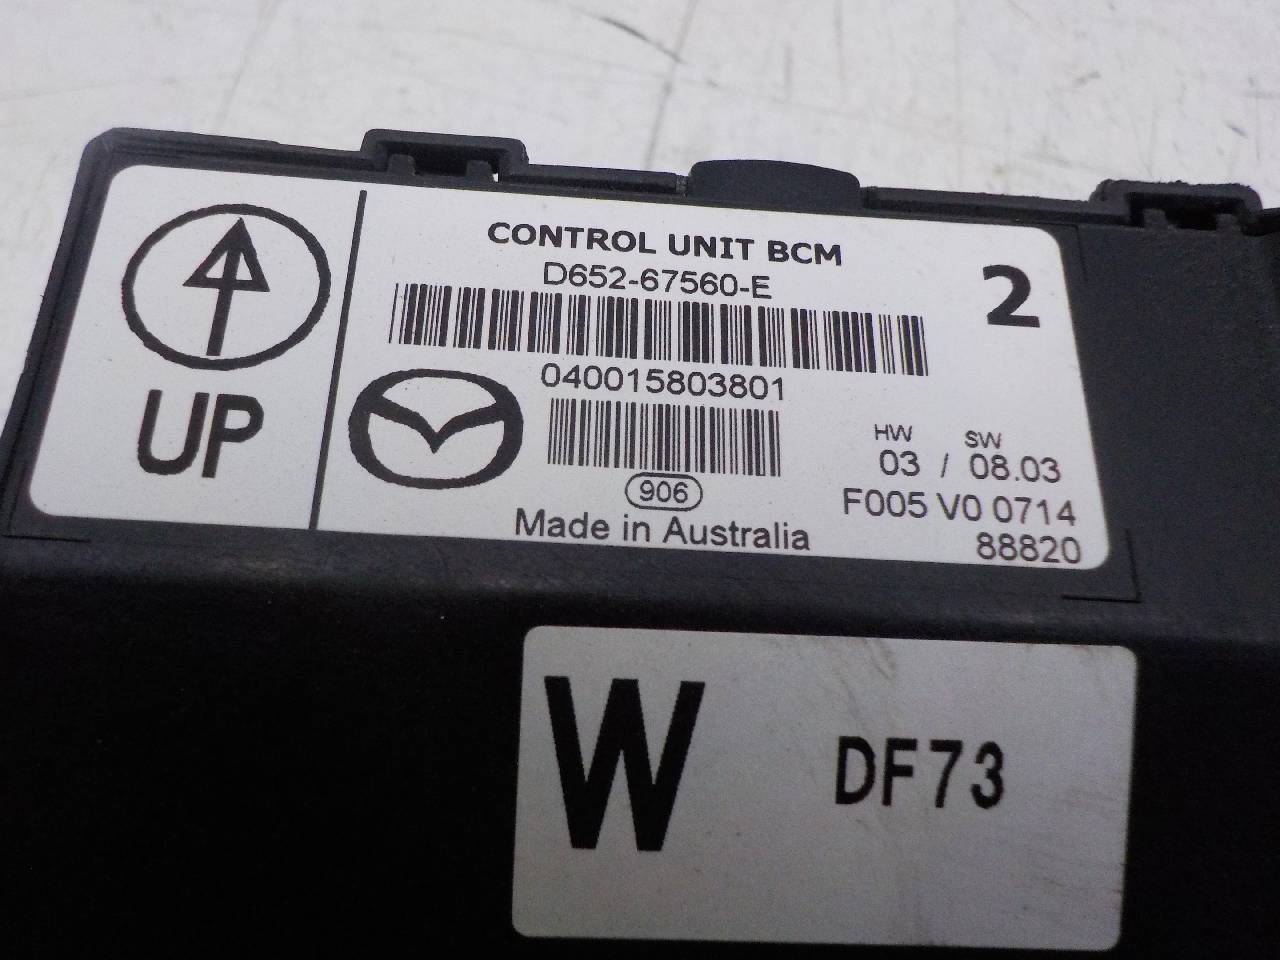 UP
CONTROL UNIT BCM
D652-67560-E
2
040015803801
906
Made in Australia
HW SW
03 / 08.03
F005 V0 0714
88820
W DF73